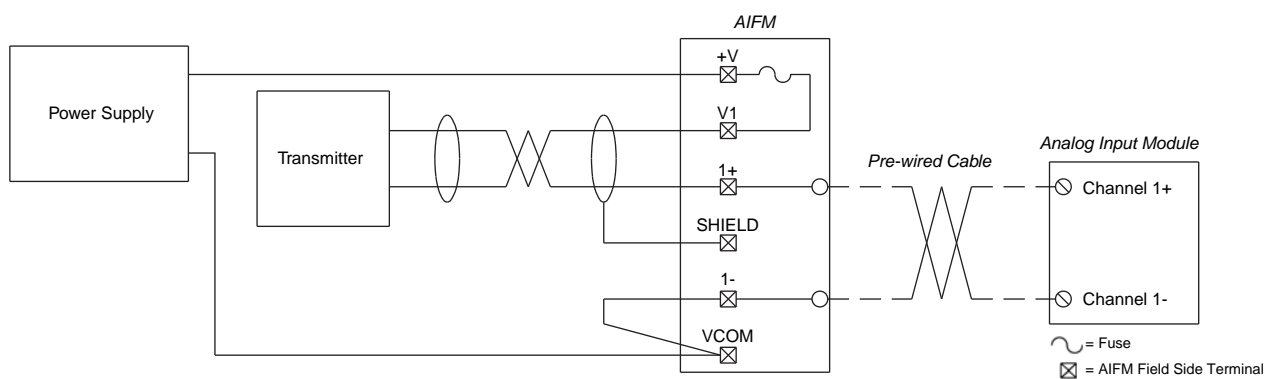 AIFM
+V
Power Supply
V1
Transmitter
1+
Pre-wired Cable
Analog Input Module
Channel 1+
SHIELD
1-
Channel 1-
VCOM
= Fuse
= AIFM Field Side Terminal